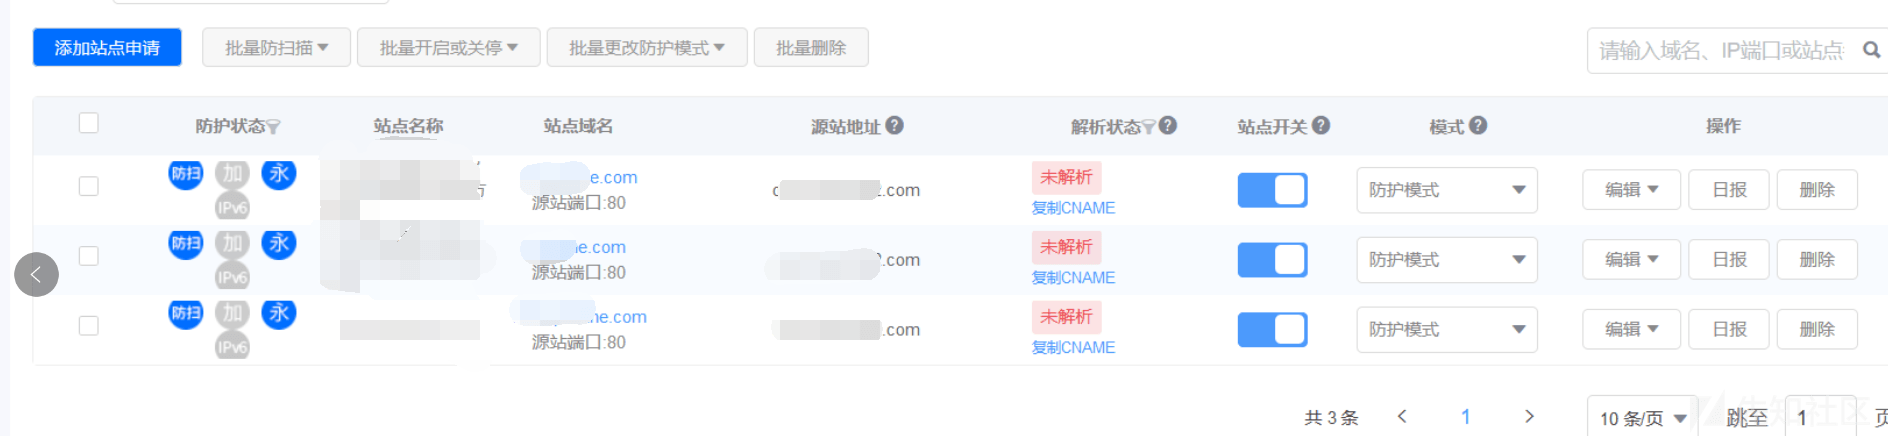 添加站点申请 批量防扫描 批量开启或关停 批量更改防护模式 批量删除 请输入域名、IP端口或站点
防护状态 站点名称 站点域名 源站地址 解析状态 站点开关 模式 操作
防扫 加 永 e.com 未解析
.com 防护模式 编辑 日报 删除
IPv6 源站端口:80 复制CNAME
防扫 加 永 e.com 未解析
.com 防护模式 编辑 日报 删除
IPv6 源站端口:80 复制CNAME
防扫 加 永 ne.com 未解析
.com 防护模式 编辑 日报 删除
IPv6 源站端口:80 复制CNAME
共 3 条 1 10 条/页 跳至 1 页